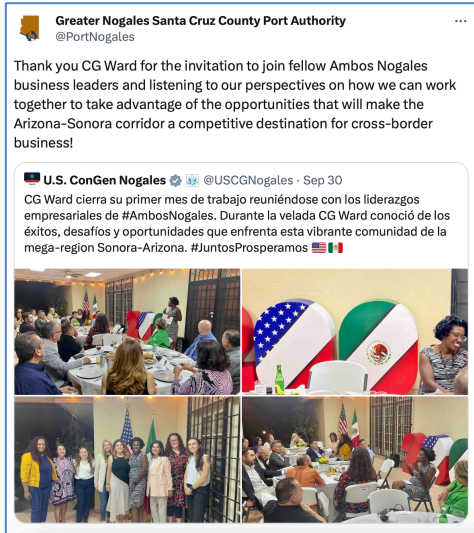 Greater Nogales Santa Cruz County Port Authority
@PortNogales
Thank you CG Ward for the invitation to join fellow Ambos Nogales
business leaders and listening to our perspectives on how we can work
together to take advantage of the opportunities that will make the
Arizona-Sonora corridor a competitive destination for cross-border
business!
U.S. ConGen Nogales @USCGNogales · Sep 30
CG Ward cierra su primer mes de trabajo reuniéndose con los liderazgos
empresariales de #AmbosNogales. Durante la velada CG Ward conoció de los
éxitos, desafíos y oportunidades que enfrenta esta vibrante comunidad de la
mega-region Sonora-Arizona. #JuntosProsperamos